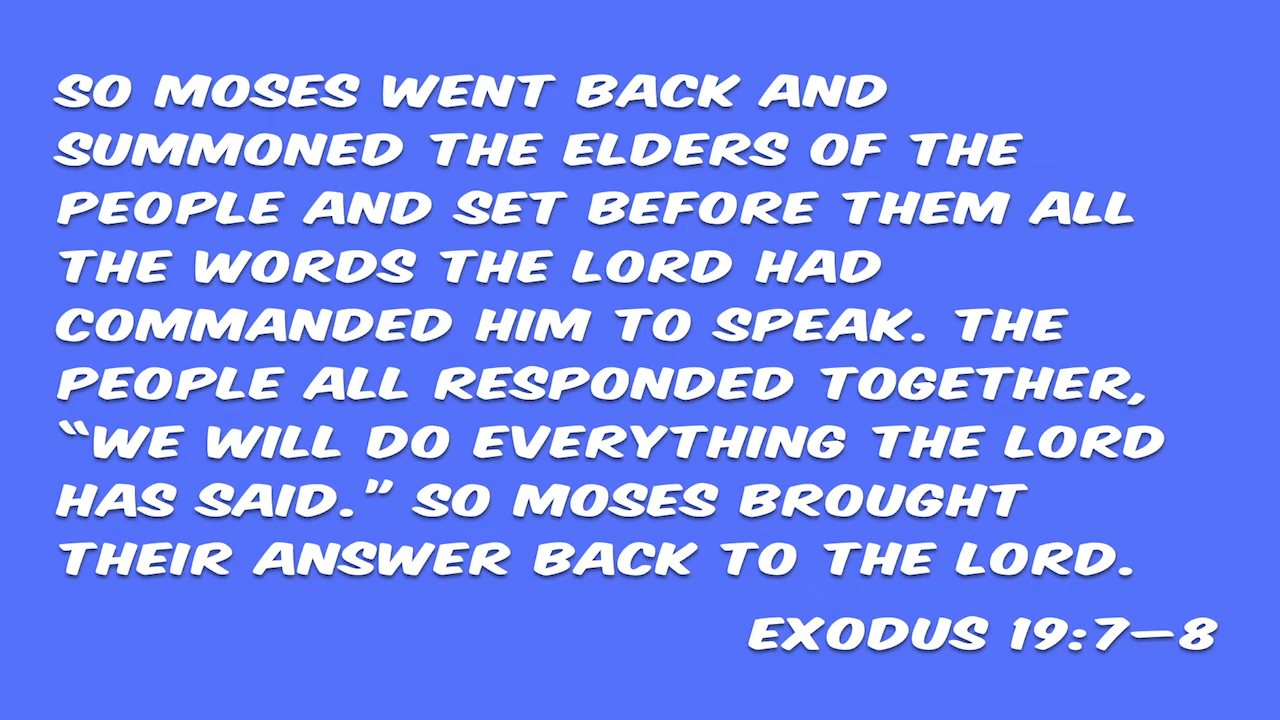 SO MOSES WENT BACK AND
SUMMONED THE ELDERS OF THE
PEOPLE AND SET BEFORE THEM ALL
THE WORDS THE LORD HAD
COMMANDED HIM TO SPEAK. THE
PEOPLE ALL RESPONDED TOGETHER,
“WE WILL DO EVERYTHING THE LORD
HAS SAID.” SO MOSES BROUGHT
THEIR ANSWER BACK TO THE LORD.
EXODUS 19:7–8